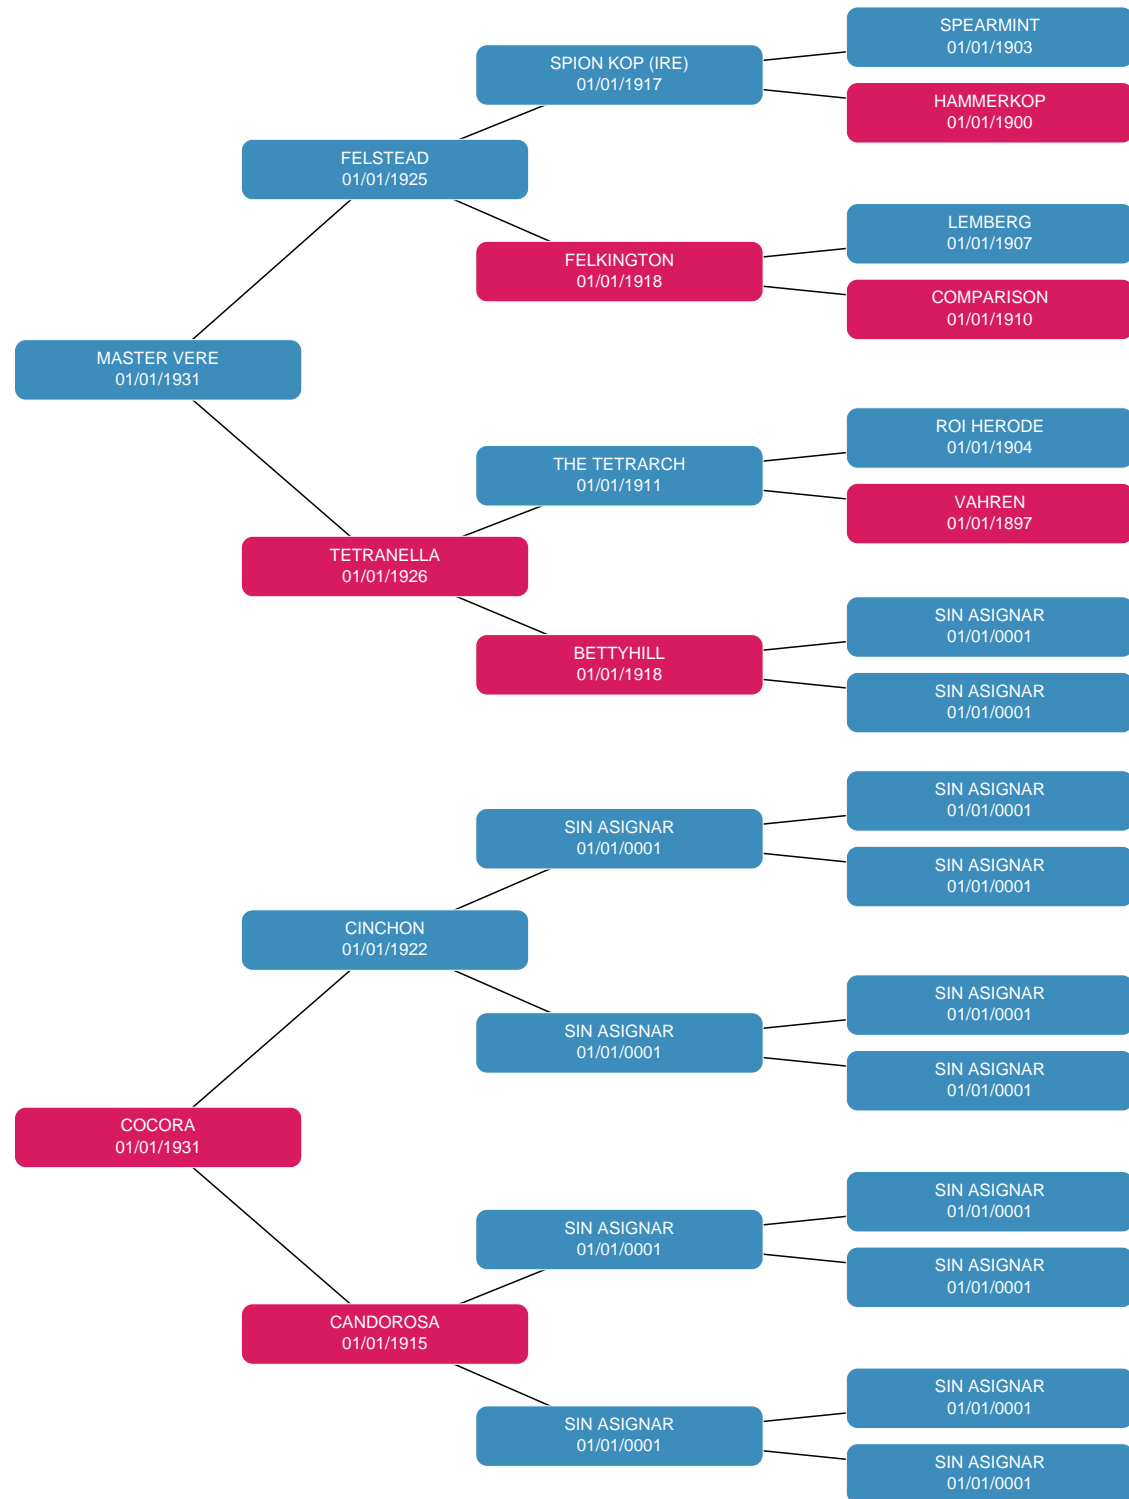 SPEARMINT
01/01/1903
SPION KOP (IRE)
01/01/1917
HAMMERKOP
01/01/1900
FELSTEAD
01/01/1925
LEMBERG
01/01/1907
FELKINGTON
01/01/1918
COMPARISON
01/01/1910
MASTER VERE
01/01/1931
ROI HERODE
01/01/1904
THE TETRARCH
01/01/1911
VAHREN
01/01/1897
TETRANELLA
01/01/1926
SIN ASIGNAR
01/01/0001
BETTYHILL
01/01/1918
SIN ASIGNAR
01/01/0001
SIN ASIGNAR
01/01/0001
SIN ASIGNAR
01/01/0001
SIN ASIGNAR
01/01/0001
CINCHON
01/01/1922
SIN ASIGNAR
01/01/0001
SIN ASIGNAR
01/01/0001
SIN ASIGNAR
01/01/0001
COCORA
01/01/1931
SIN ASIGNAR
01/01/0001
SIN ASIGNAR
01/01/0001
SIN ASIGNAR
01/01/0001
CANDOROSA
01/01/1915
SIN ASIGNAR
01/01/0001
SIN ASIGNAR
01/01/0001
SIN ASIGNAR
01/01/0001